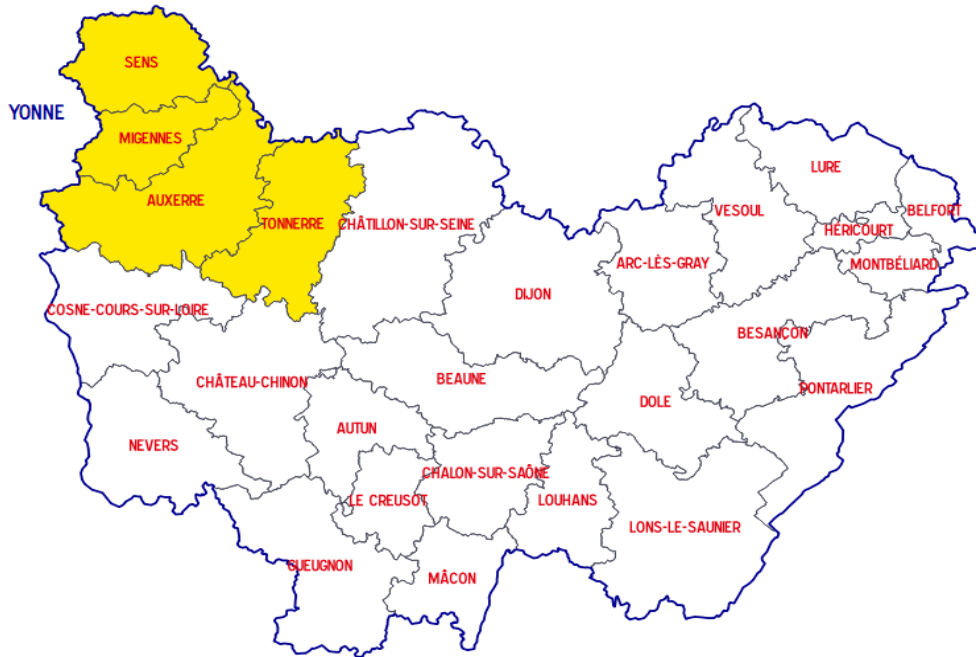 SENS
YONNE
MIGENNES
LURE
AUXERRE
BELFORT
VESOUL
TONNERRE
CHÂTILLON-SUR-SEINE
HÉRICOURT
ARC-LÈS-GRAY
MONTBÉLIARD
DIJON
COSNE-COURS-SUR-LOIRE
BESANÇON
CHÂTEAU-CHINON
BEAUNE
PONTARLIER
DOLE
AUTUN
NEVERS
CHALON-SUR-SAÔNE
LE CREUSOT
LOUHANS
LONS-LE-SAUNIER
GUEUGNON
MÂCON